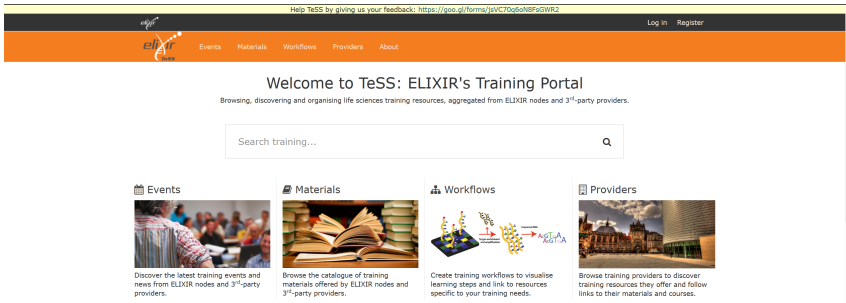 Help TeSS by giving us your feedback: https://goo.gl/forms/jsVC70q6oN8FsGWR2
elixir
Log in Register
elixir
TeSS
Events Materials Workflows Providers About
Welcome to TeSS: ELIXIR's Training Portal
Browsing, discovering and organising life sciences training resources, aggregated from ELIXIR nodes and 3rd-party providers.
Search training...
Events
Discover the latest training events and
news from ELIXIR nodes and 3rd-party
providers.
Materials
Browse the catalogue of training
materials offered by ELIXIR nodes and
3rd-party providers.
Workflows
Create training workflows to visualise
learning steps and link to resources
specific to your training needs.
Providers
Browse training providers to discover
training resources they offer and follow
links to their materials and courses.